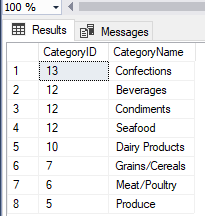 100 %
Results Messages
CategoryID CategoryName
1 13 Confections
2 12 Beverages
3 12 Condiments
4 12 Seafood
5 10 Dairy Products
6 7 Grains/Cereals
7 6 Meat/Poultry
8 5 Produce